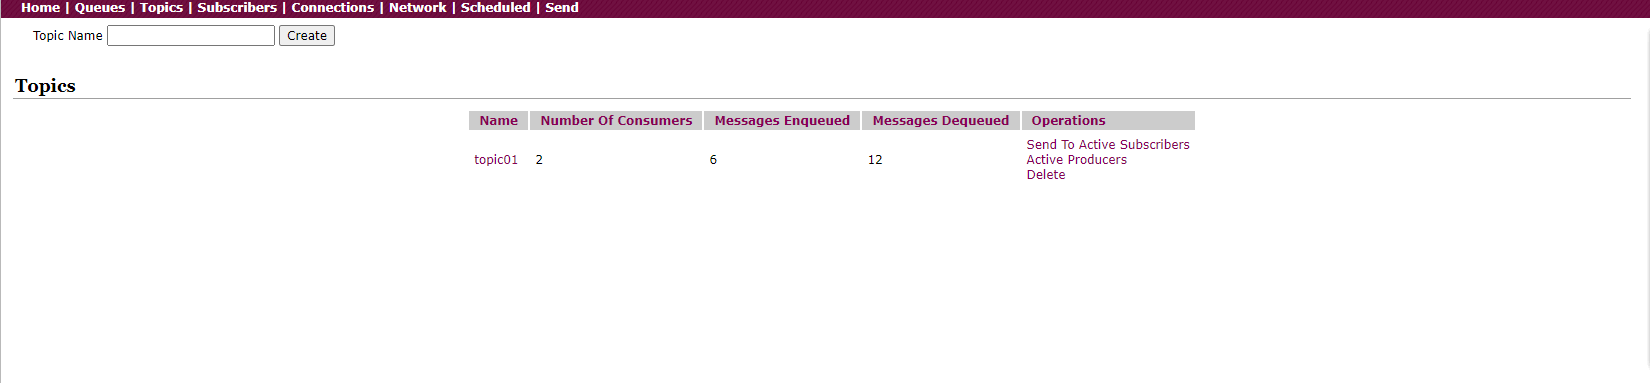 Home | Queues | Topics | Subscribers | Connections | Network | Scheduled | Send
Topic Name Create
Topics
Name Number Of Consumers Messages Enqueued Messages Dequeued Operations
topic01 2 6 12 Send To Active Subscribers
Active Producers
Delete